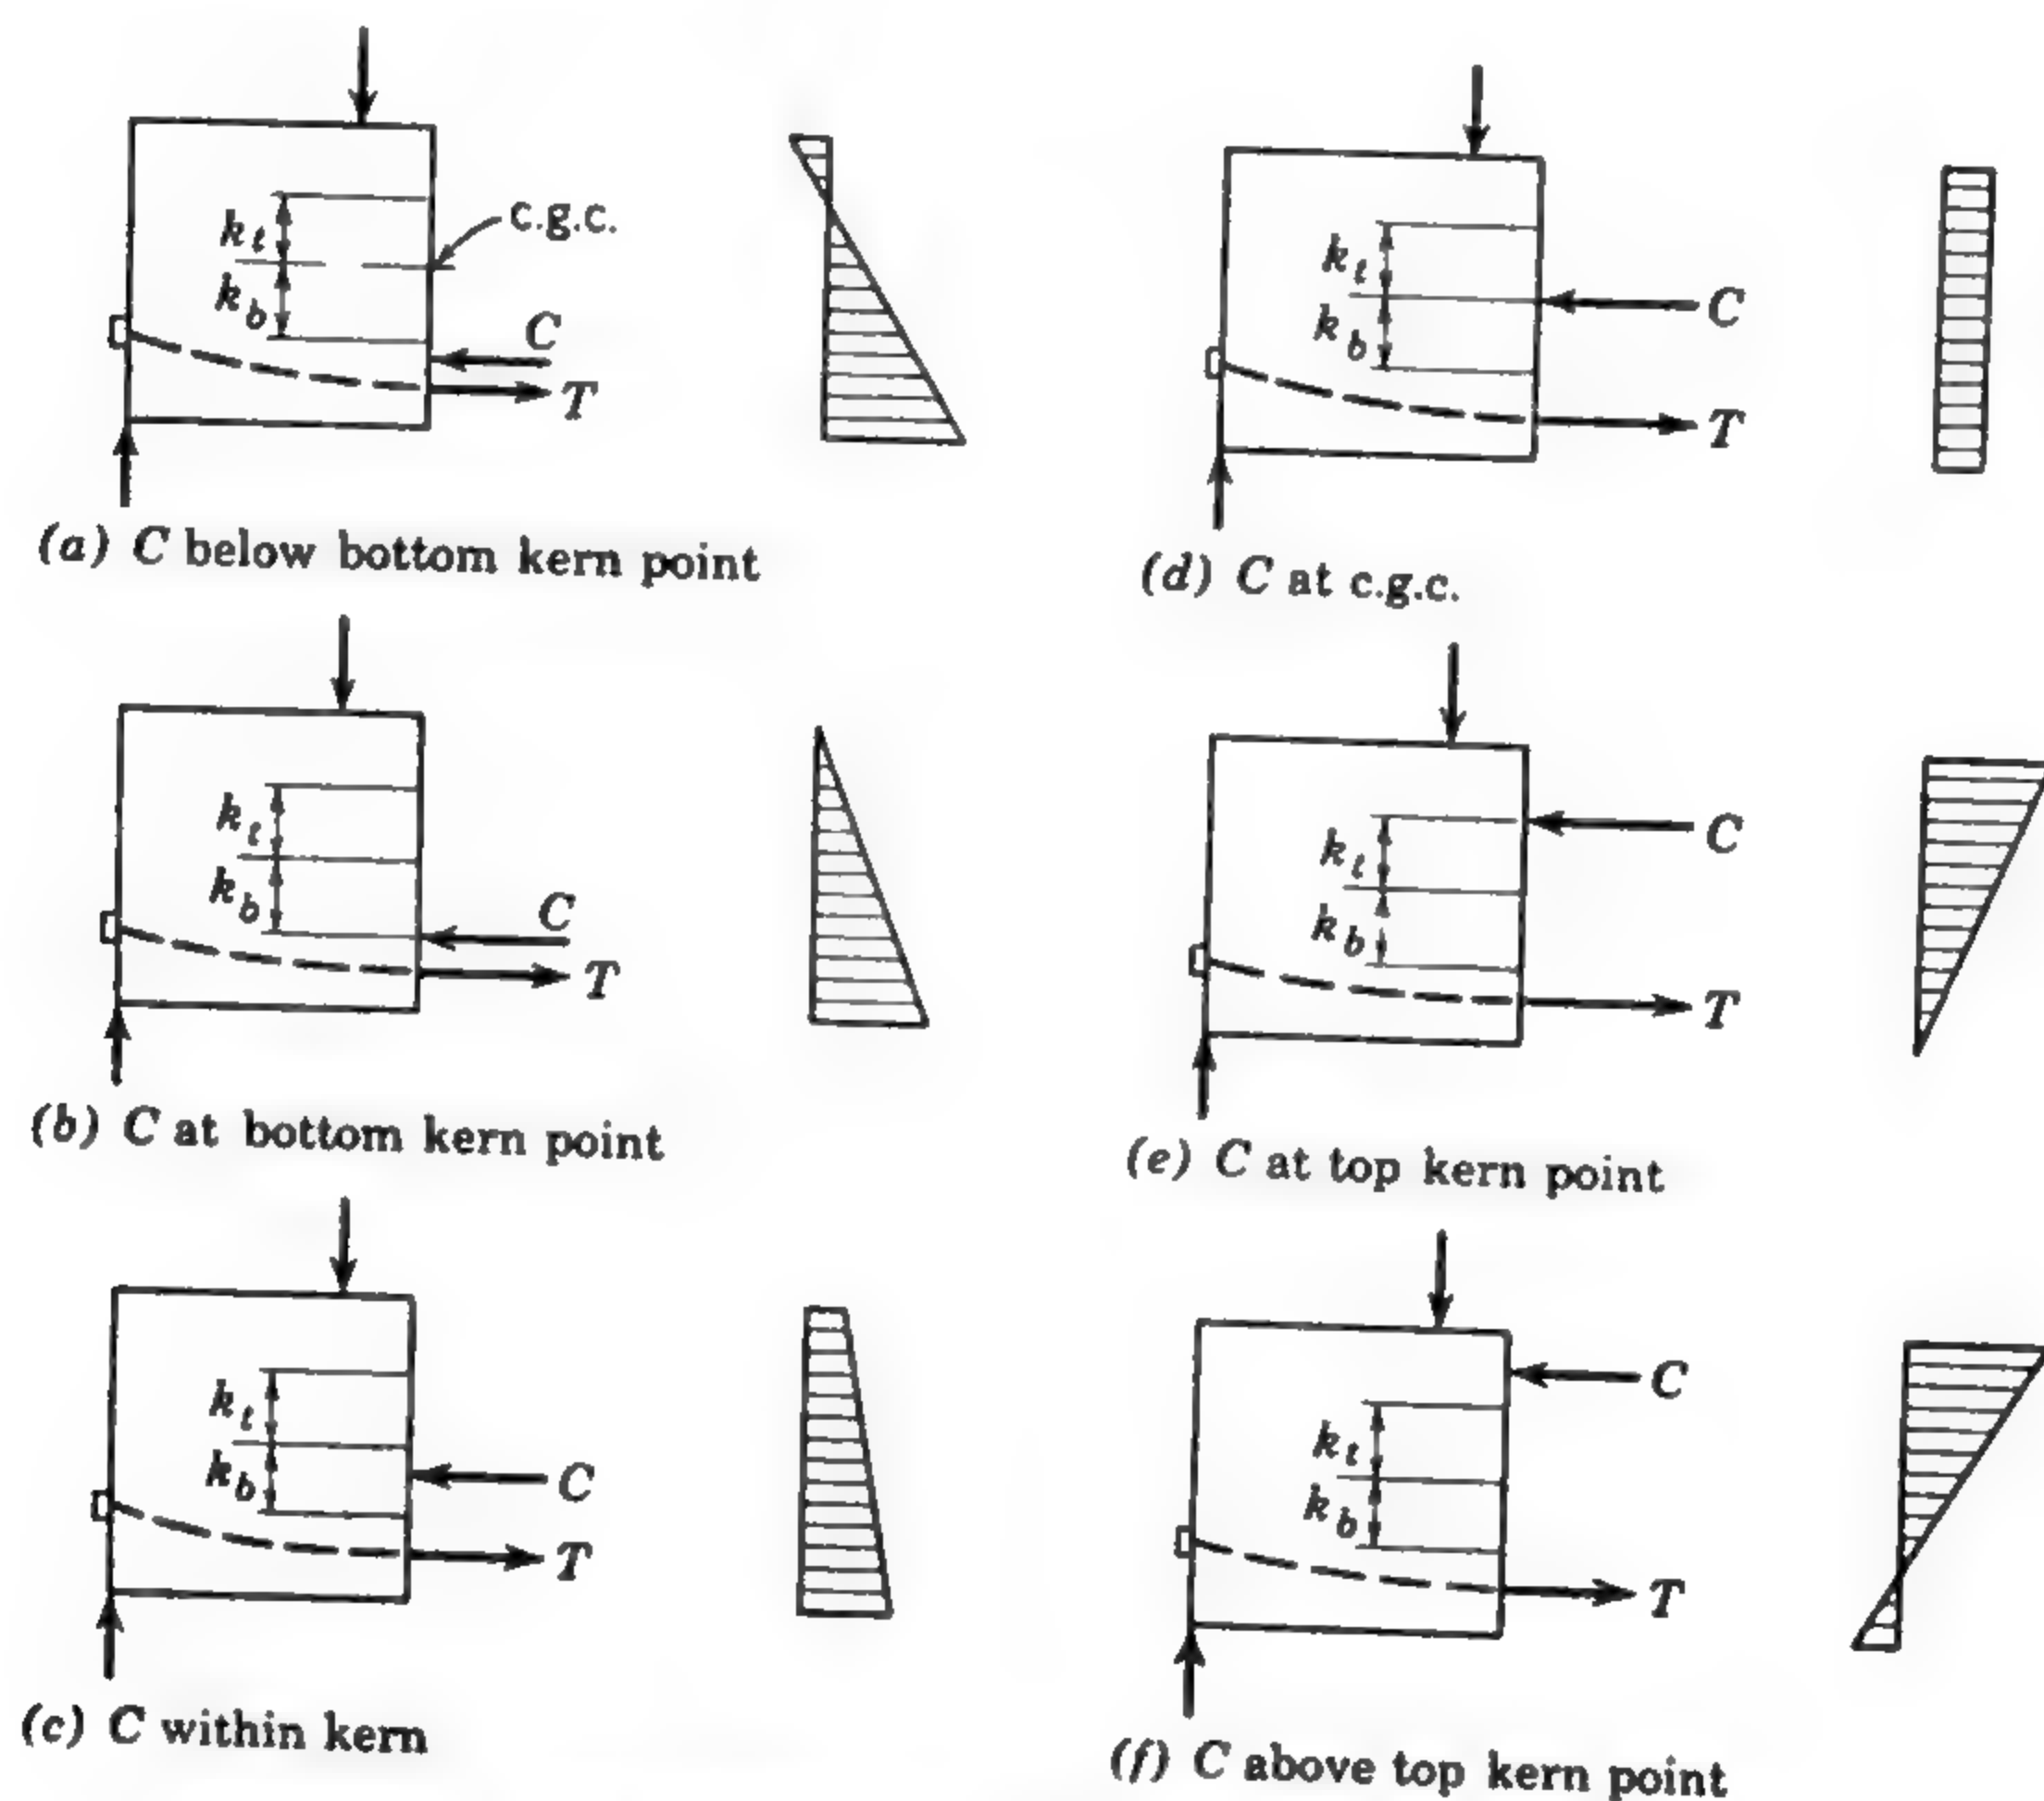 k_t
c.g.c.
k_b
C
T
(a) C below bottom kern point
k_t
k_b
C
T
(b) C at bottom kern point
k_t
k_b
C
T
(c) C within kern
k_t
k_b
C
T
(d) C at c.g.c.
C
k_t
k_b
T
(e) C at top kern point
C
k_t
k_b
T
(f) C above top kern point